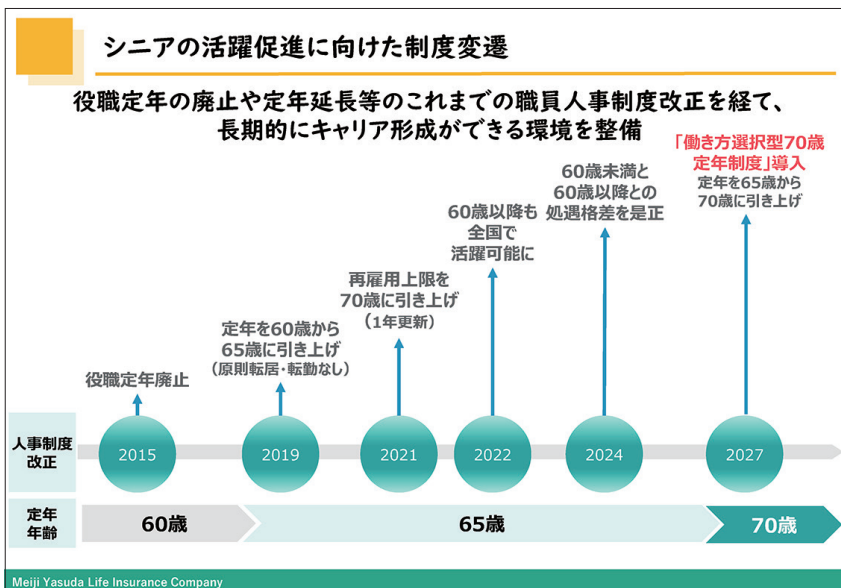 シニアの活躍促進に向けた制度変遷
役職定年の廃止や定年延長等のこれまでの職員人事制度改正を経て、
長期的にキャリア形成ができる環境を整備
役職定年廃止
定年を60歳から
65歳に引き上げ
(原則転居・転勤なし)
再雇用上限を
70歳に引き上げ
(1年更新)
60歳以降も
全国で
活躍可能に
60歳未満と
60歳以降との
処遇格差を是正
「働き方選択型70歳
定年制度」導入
定年を65歳から
70歳に引き上げ
人事制度
改正
2015
2019
2021
2022
2024
2027
定年
年齢
60歳
65歳
70歳
Meiji Yasuda Life Insurance Company